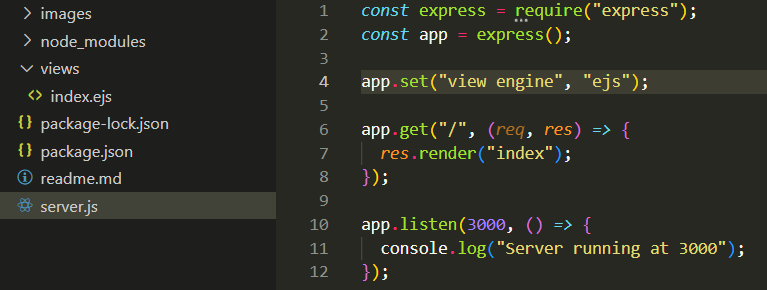 images
node_modules
views
<> index.ejs
{} package-lock.json
{} package.json
readme.md
server.js
1 const express = require("express");
2 const app = express();
3
4 app.set("view engine", "ejs");
5
6 app.get("/", (req, res) => {
7 res.render("index");
8 });
9
10 app.listen(3000, () => {
11 console.log("Server running at 3000");
12 });